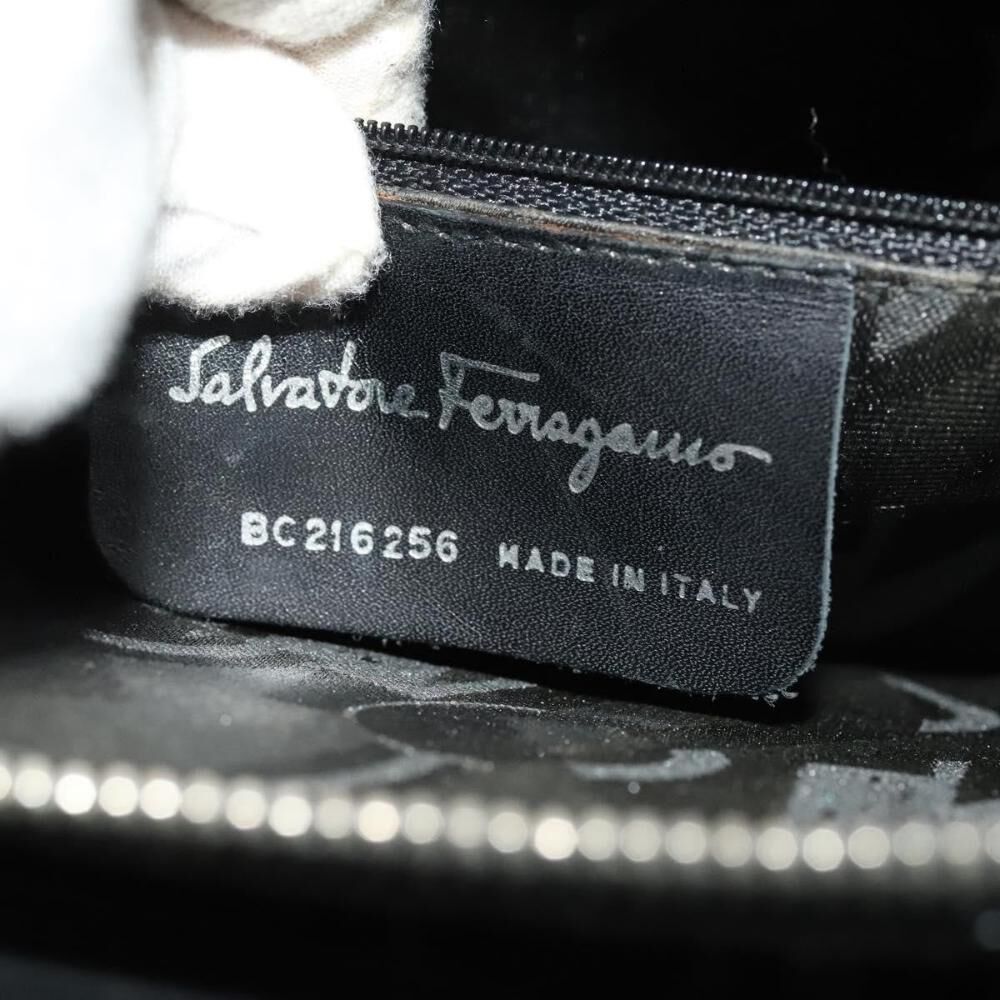 Salvatore Ferragamo
BC216256 MADE IN ITALY